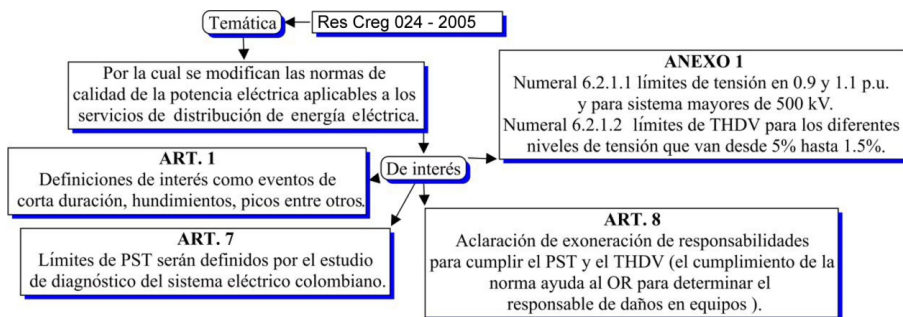 Temática
Res Creg 024 - 2005
Por la cual se modifican las normas de
calidad de la potencia eléctrica aplicables a los
servicios de distribución de energía eléctrica.
ANEXO 1
Numeral 6.2.1.1 límites de tensión en 0.9 y 1.1 p.u.
y para sistema mayores de 500 kV.
Numeral 6.2.1.2 límites de THDV para los diferentes
niveles de tensión que van desde 5% hasta 1.5%.
De interés
ART. 1
Definiciones de interés como eventos de
corta duración, hundimientos, picos entre otros.
ART. 7
Límites de PST serán definidos por el estudio
de diagnóstico del sistema eléctrico colombiano.
ART. 8
Aclaración de exoneración de responsabilidades
para cumplir el PST y el THDV (el cumplimiento de la
norma ayuda al OR para determinar el
responsable de daños en equipos ).